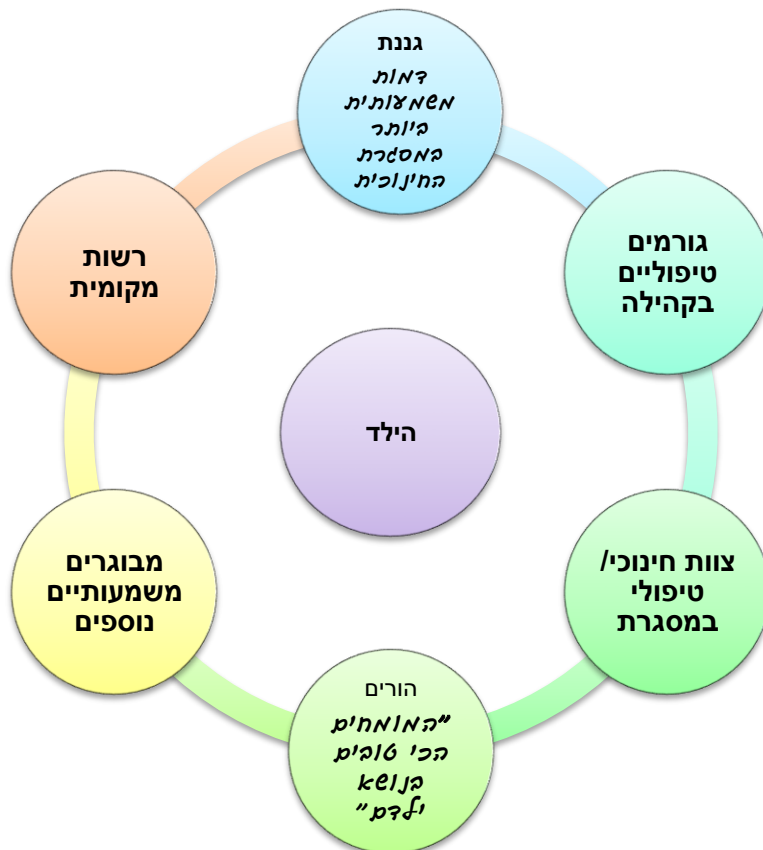 גננת
דמות
משמעותית
ביותר
במסגרת
החינוכית
גורמים
טיפוליים
בקהילה
צוות חינוכי/
טיפולי
במסגרת
הורים
"המומחים
הכי טובים
בנושא
ילדם"
מבוגרים
משמעותיים
נוספים
רשות
מקומית
הילד